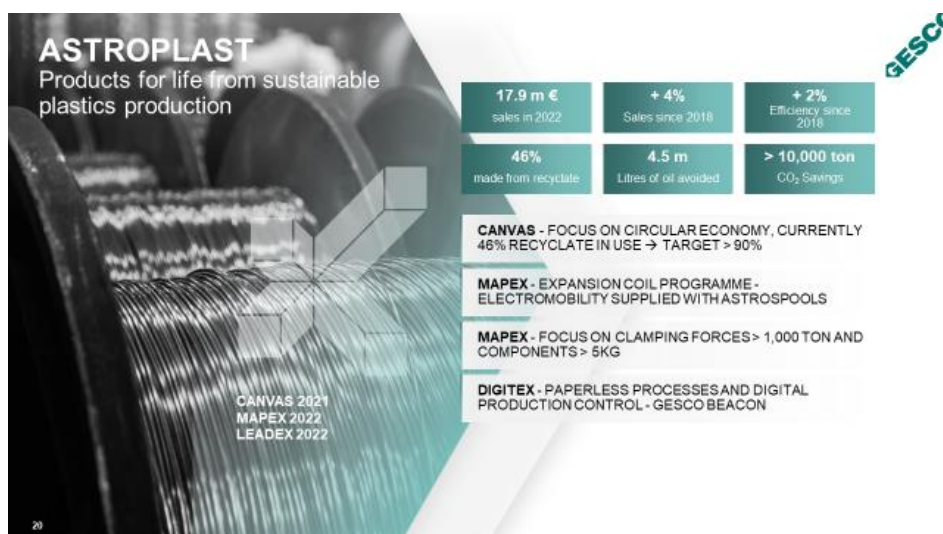 ASTROPLAST
Products for life from sustainable
plastics production
GESCO
17.9 m €
sales in 2022
+ 4%
Sales since 2018
+ 2%
Efficiency since
2018
46%
made from recyclate
4.5 m
Litres of oil avoided
> 10,000 ton
CO₂ Savings
CANVAS - FOCUS ON CIRCULAR ECONOMY, CURRENTLY
46% RECYCLATE IN USE → TARGET > 90%
MAPEX - EXPANSION COIL PROGRAMME -
ELECTROMOBILITY SUPPLIED WITH ASTROSPOOLS
MAPEX - FOCUS ON CLAMPING FORCES > 1,000 TON AND
COMPONENTS > 5KG
DIGITEX - PAPERLESS PROCESSES AND DIGITAL
PRODUCTION CONTROL - GESCO BEACON
CANVAS 2021
MAPEX 2022
LEADEX 2022
20